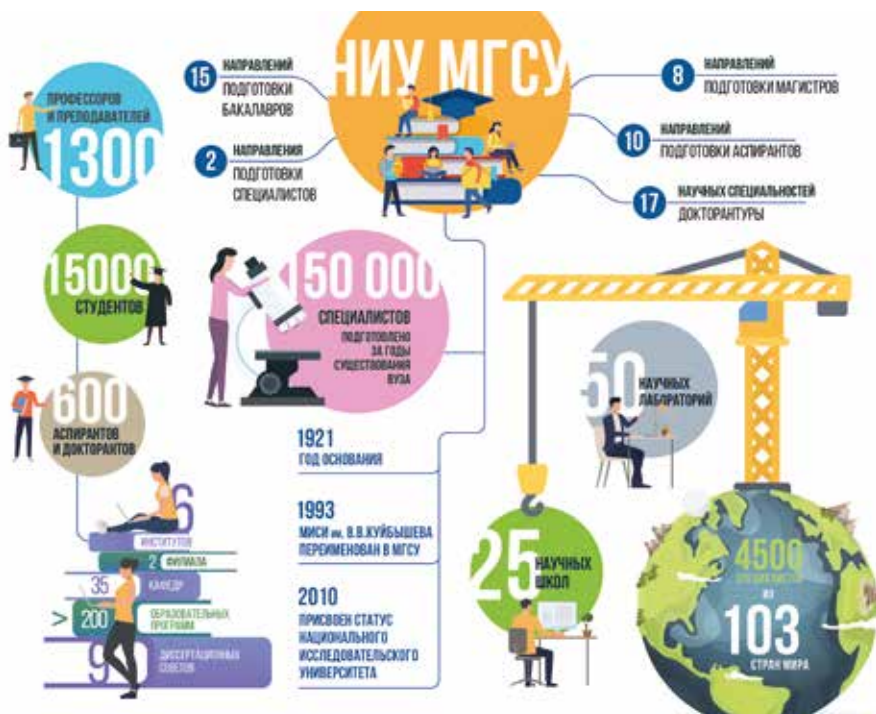 НИУ МГСУ
ПРОФЕССОРОВ
И ПРЕПОДАВАТЕЛЕЙ
1300
15
НАПРАВЛЕНИЙ
ПОДГОТОВКИ
БАКАЛАВРОВ
2
НАПРАВЛЕНИЯ
ПОДГОТОВКИ
СПЕЦИАЛИСТОВ
8
НАПРАВЛЕНИЙ
ПОДГОТОВКИ МАГИСТРОВ
10
НАПРАВЛЕНИЙ
ПОДГОТОВКИ АСПИРАНТОВ
17
НАУЧНЫХ СПЕЦИАЛЬНОСТЕЙ
ДОКТОРАНТУРЫ
15000
СТУДЕНТОВ
150 000
СПЕЦИАЛИСТОВ
ПОДГОТОВЛЕНО
ЗА ГОДЫ
СУЩЕСТВОВАНИЯ
ВУЗА
600
АСПИРАНТОВ
И ДОКТОРАНТОВ
6
ИНСТИТУТОВ
2 ФИЛИАЛА
35 КАФЕДР
> 200 ОБРАЗОВАТЕЛЬНЫХ
ПРОГРАММ
9 ДИССЕРТАЦИОННЫХ
СОВЕТОВ
1921
ГОД ОСНОВАНИЯ
1993
МИСИ им. В.В.КУЙБЫШЕВА
ПЕРЕИМЕНОВАН В МГСУ
2010
ПРИСВОЕН СТАТУС
НАЦИОНАЛЬНОГО
ИССЛЕДОВАТЕЛЬСКОГО
УНИВЕРСИТЕТА
50 НАУЧНЫХ
ЛАБОРАТОРИЙ
25 НАУЧНЫХ
ШКОЛ
4500
СПЕЦИАЛИСТОВ
из
103
СТРАН МИРА